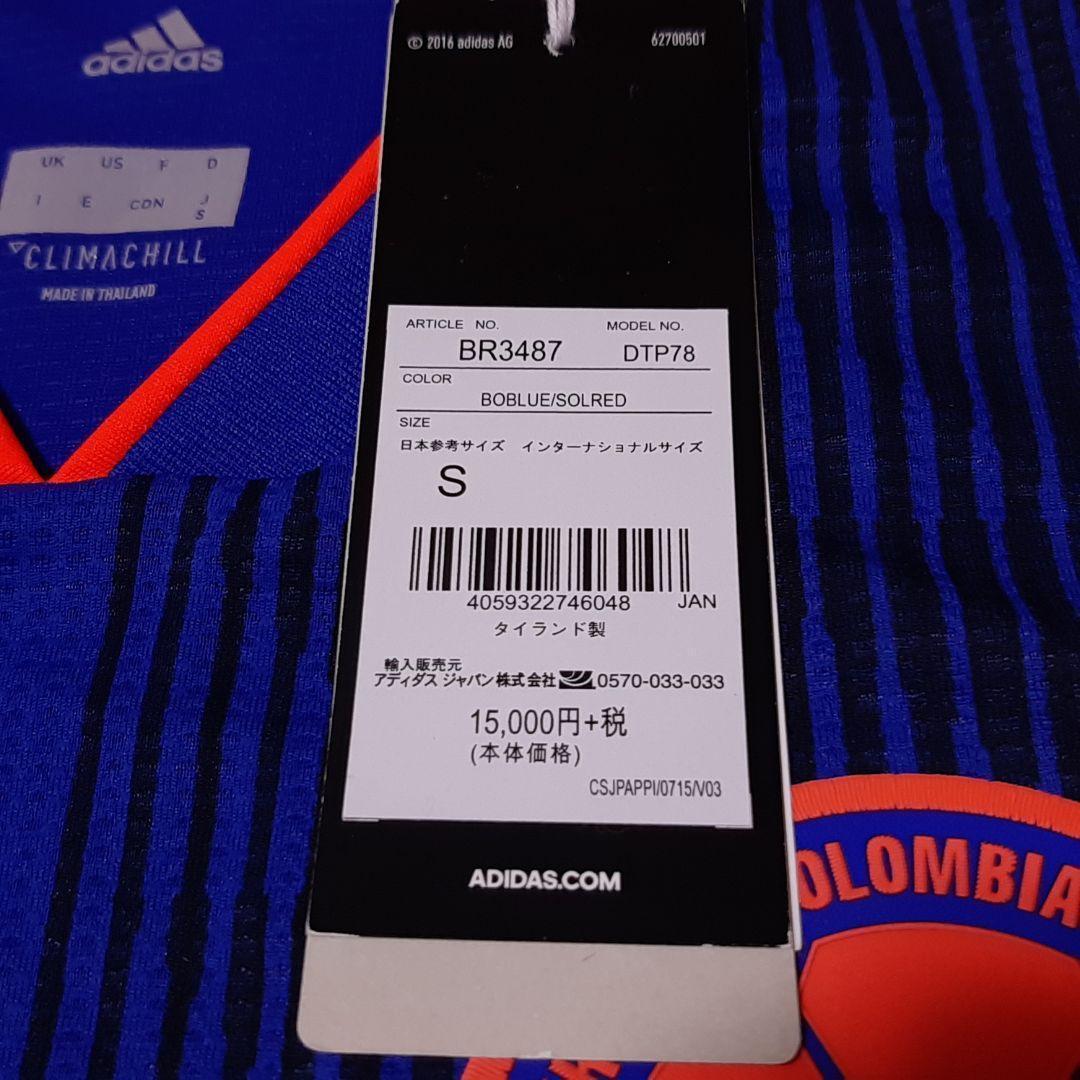 adidas
UK US F D
I E CDN J
S
CLIMACHILL
MADE IN THAILAND
© 2016 adidas AG 62700501
ARTICLE NO. MODEL NO.
BR3487 DTP78
COLOR
BOBLUE/SOLRED
SIZE
日本参考サイズ インターナショナルサイズ
S
4059322746048 JAN
タイランド製
輸入販売元
アディダス ジャパン株式会社 0570-033-033
15,000円+税
(本体価格)
CSJPAPPI/0715/V03
ADIDAS.COM
OLOMBIA